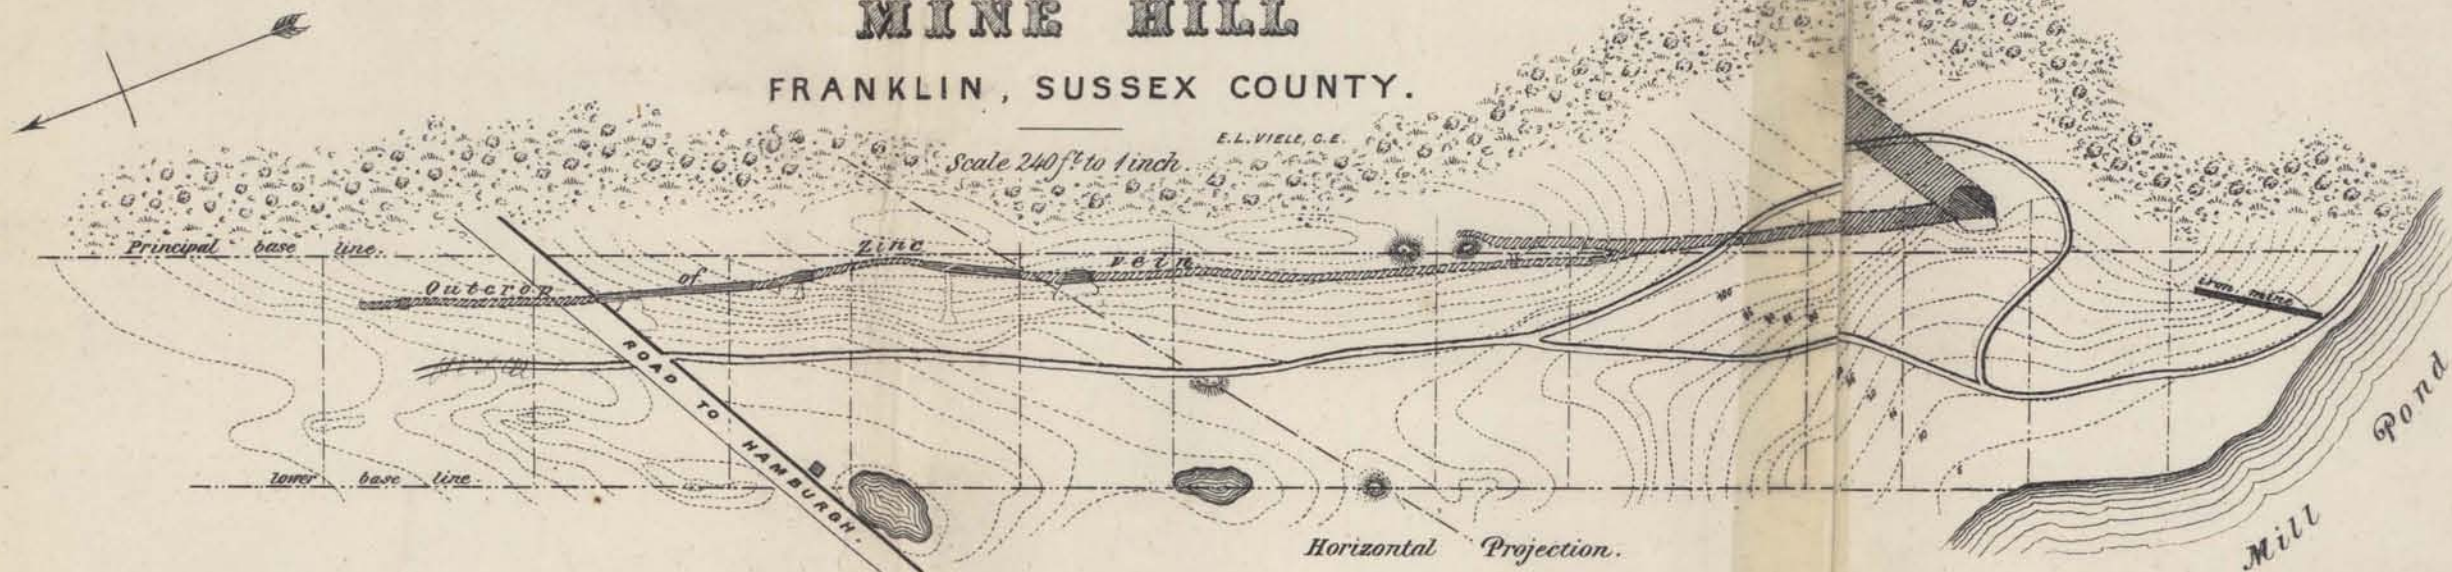 MINE HILL
FRANKLIN, SUSSEX COUNTY.
E.L. VIELE, C.E.
Scale 240 ft to 1 inch.
vein
Principal base line.
Outcrop of zinc vein
iron mine
ROAD TO HAMBURGH.
lower base line
Horizontal Projection.
Mill Pond